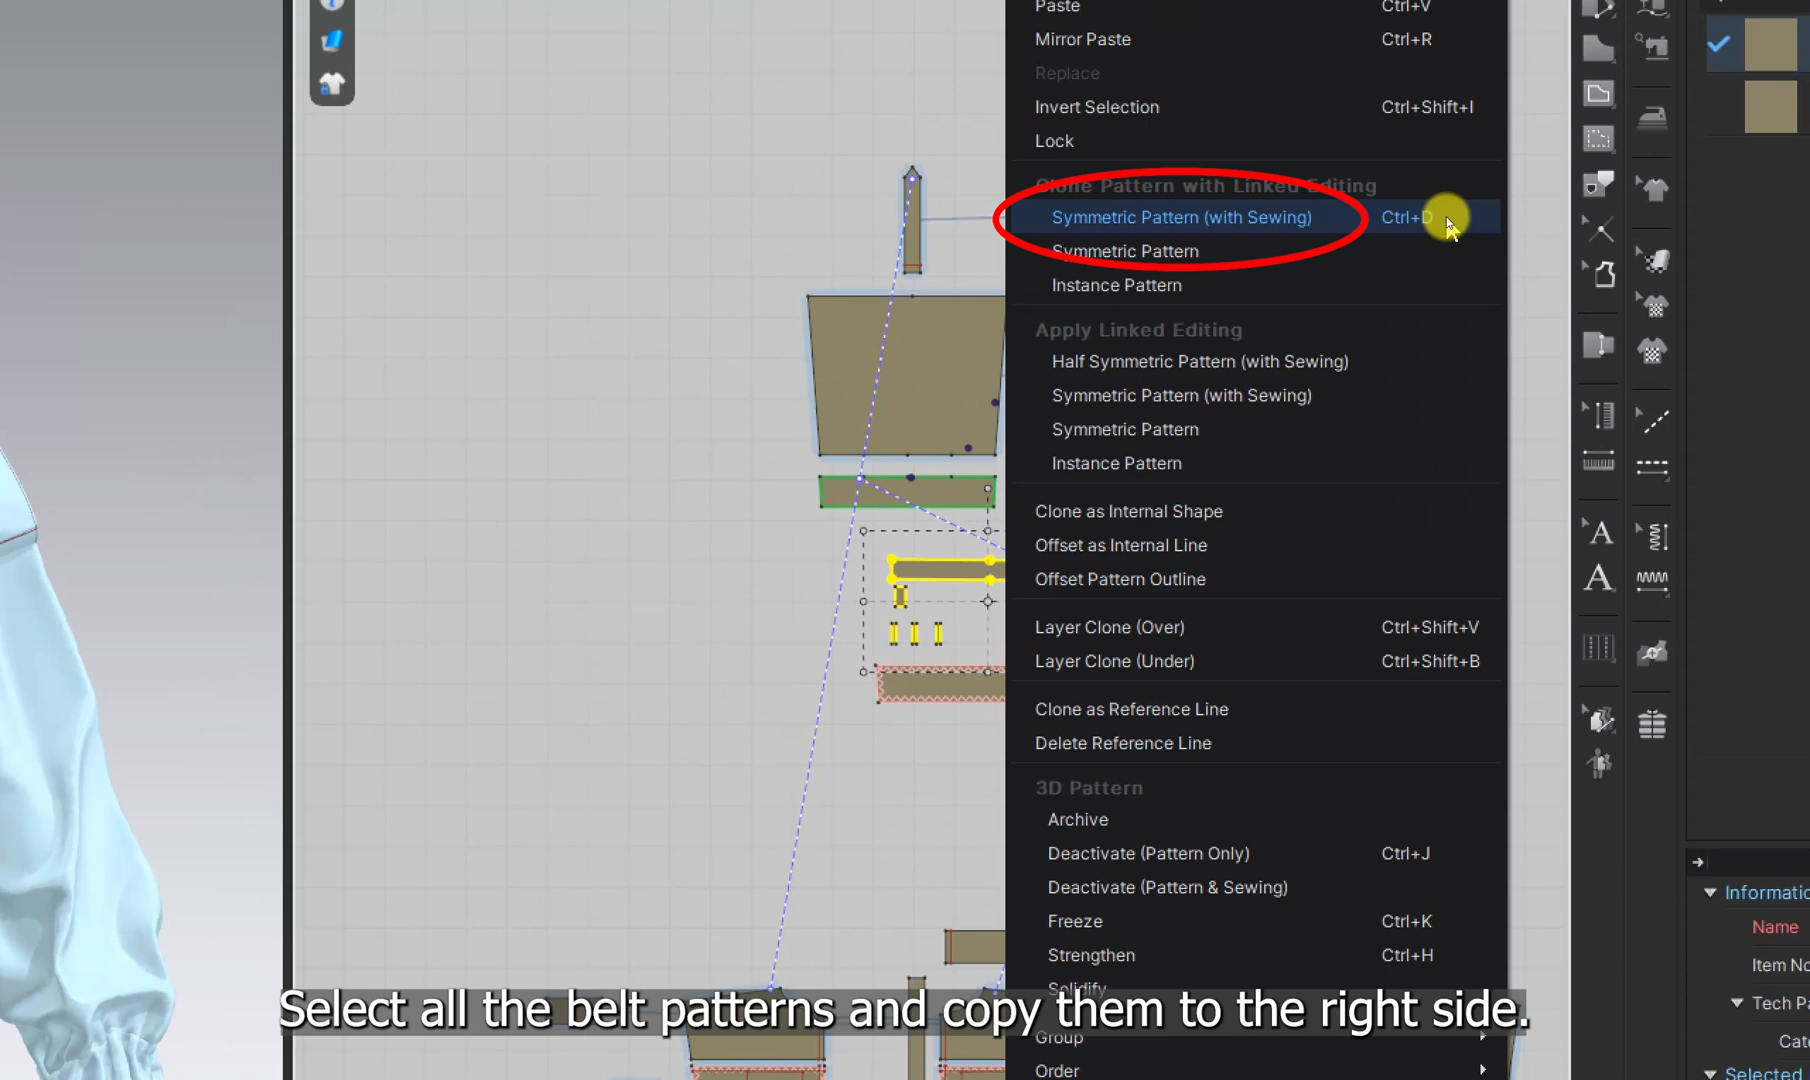 Paste Ctrl+V
Mirror Paste Ctrl+R
Replace
Invert Selection Ctrl+Shift+I
Lock
Clone Pattern with Linked Editing
Symmetric Pattern (with Sewing) Ctrl+D
Symmetric Pattern
Instance Pattern
Apply Linked Editing
Half Symmetric Pattern (with Sewing)
Symmetric Pattern (with Sewing)
Symmetric Pattern
Instance Pattern
Clone as Internal Shape
Offset as Internal Line
Offset Pattern Outline
Layer Clone (Over) Ctrl+Shift+V
Layer Clone (Under) Ctrl+Shift+B
Clone as Reference Line
Delete Reference Line
3D Pattern
Archive
Deactivate (Pattern Only) Ctrl+J
Deactivate (Pattern & Sewing)
Freeze Ctrl+K
Strengthen Ctrl+H
Solidify
Group
Order
Informatio
Name
Item No
Tech Pa
Cate
Selected
Select all the belt patterns and copy them to the right side.